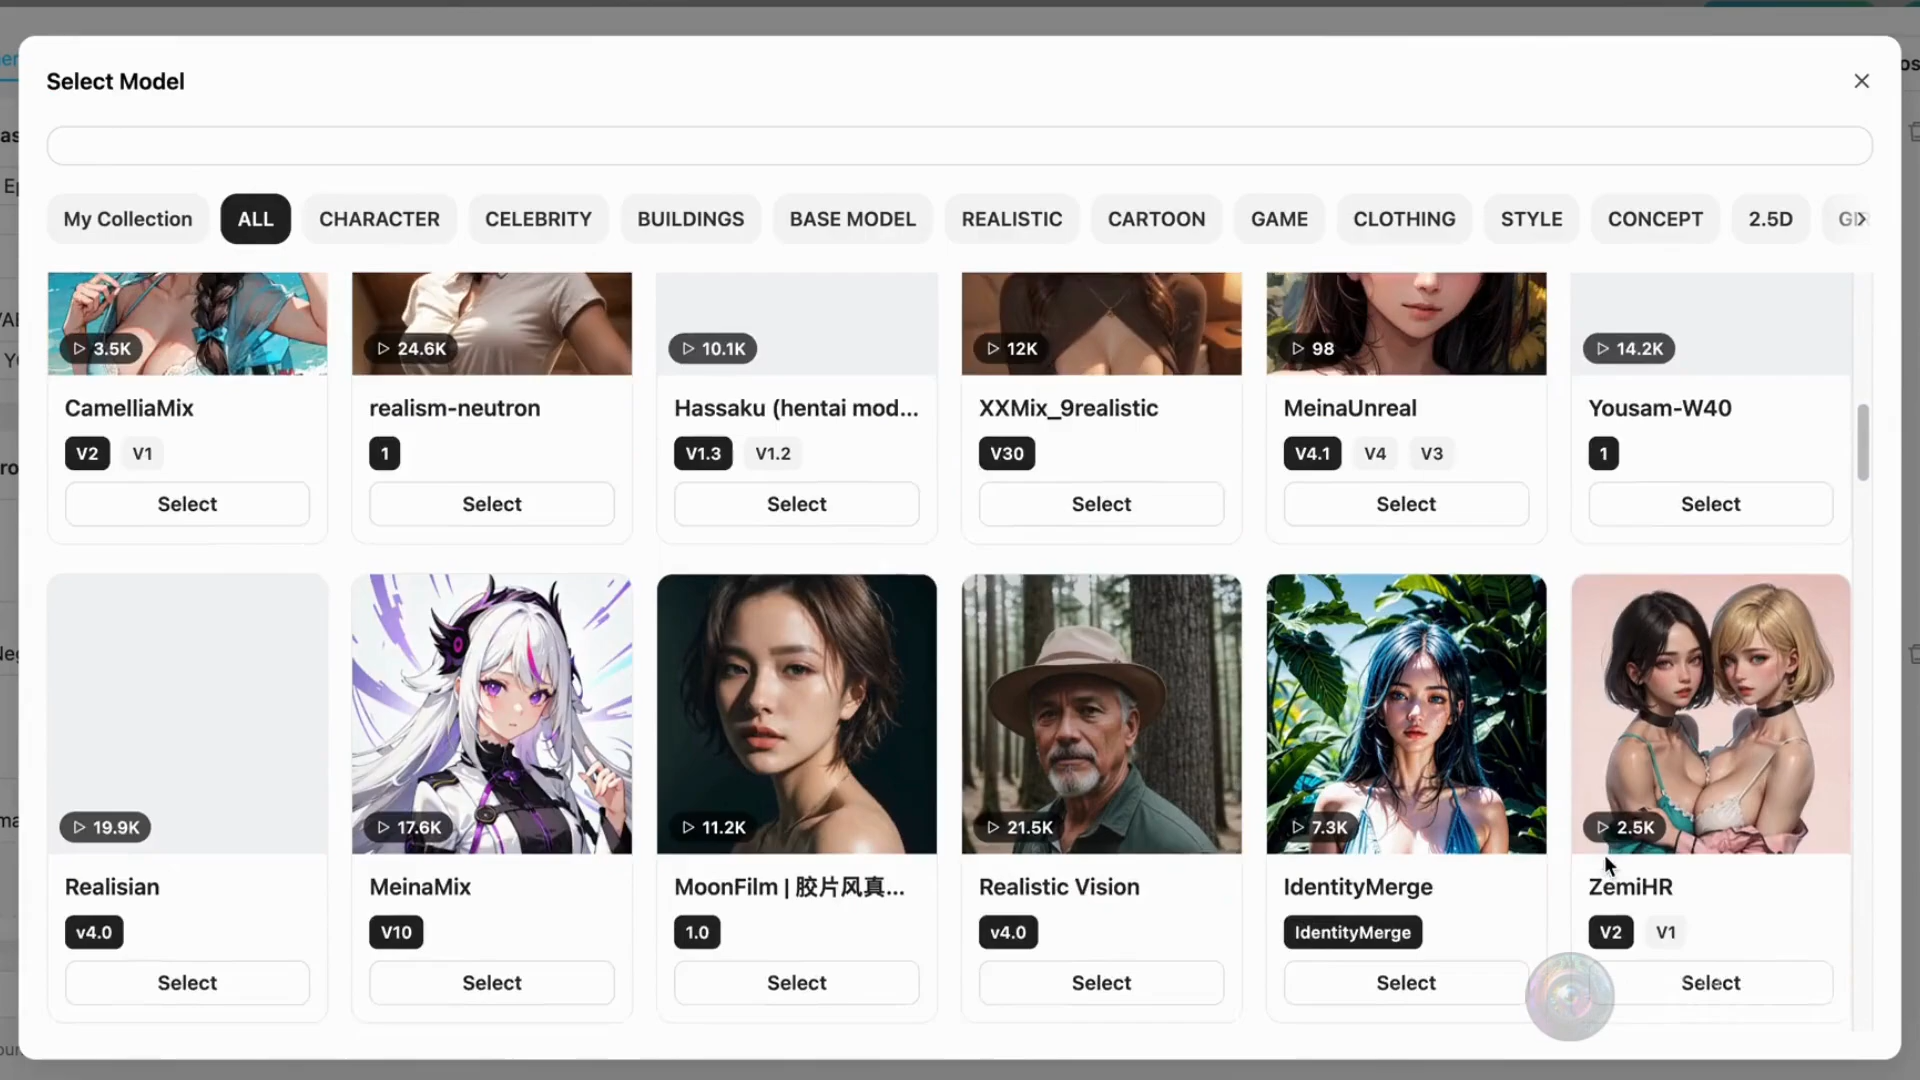 Select Model
My Collection
ALL
CHARACTER
CELEBRITY
BUILDINGS
BASE MODEL
REALISTIC
CARTOON
GAME
CLOTHING
STYLE
CONCEPT
2.5D
3.5K
24.6K
10.1K
12K
98
14.2K
CamelliaMix
realism-neutron
Hassaku (hentai mod...
XXMix_9realistic
MeinaUnreal
Yousam-W40
V2 V1
1
V1.3 V1.2
V30
V4.1 V4 V3
1
Select
Select
Select
Select
Select
Select
19.9K
17.6K
11.2K
21.5K
7.3K
2.5K
Realisian
MeinaMix
MoonFilm | 胶片风真...
Realistic Vision
IdentityMerge
ZemiHR
v4.0
V10
1.0
v4.0
IdentityMerge
V2 V1
Select
Select
Select
Select
Select
Select